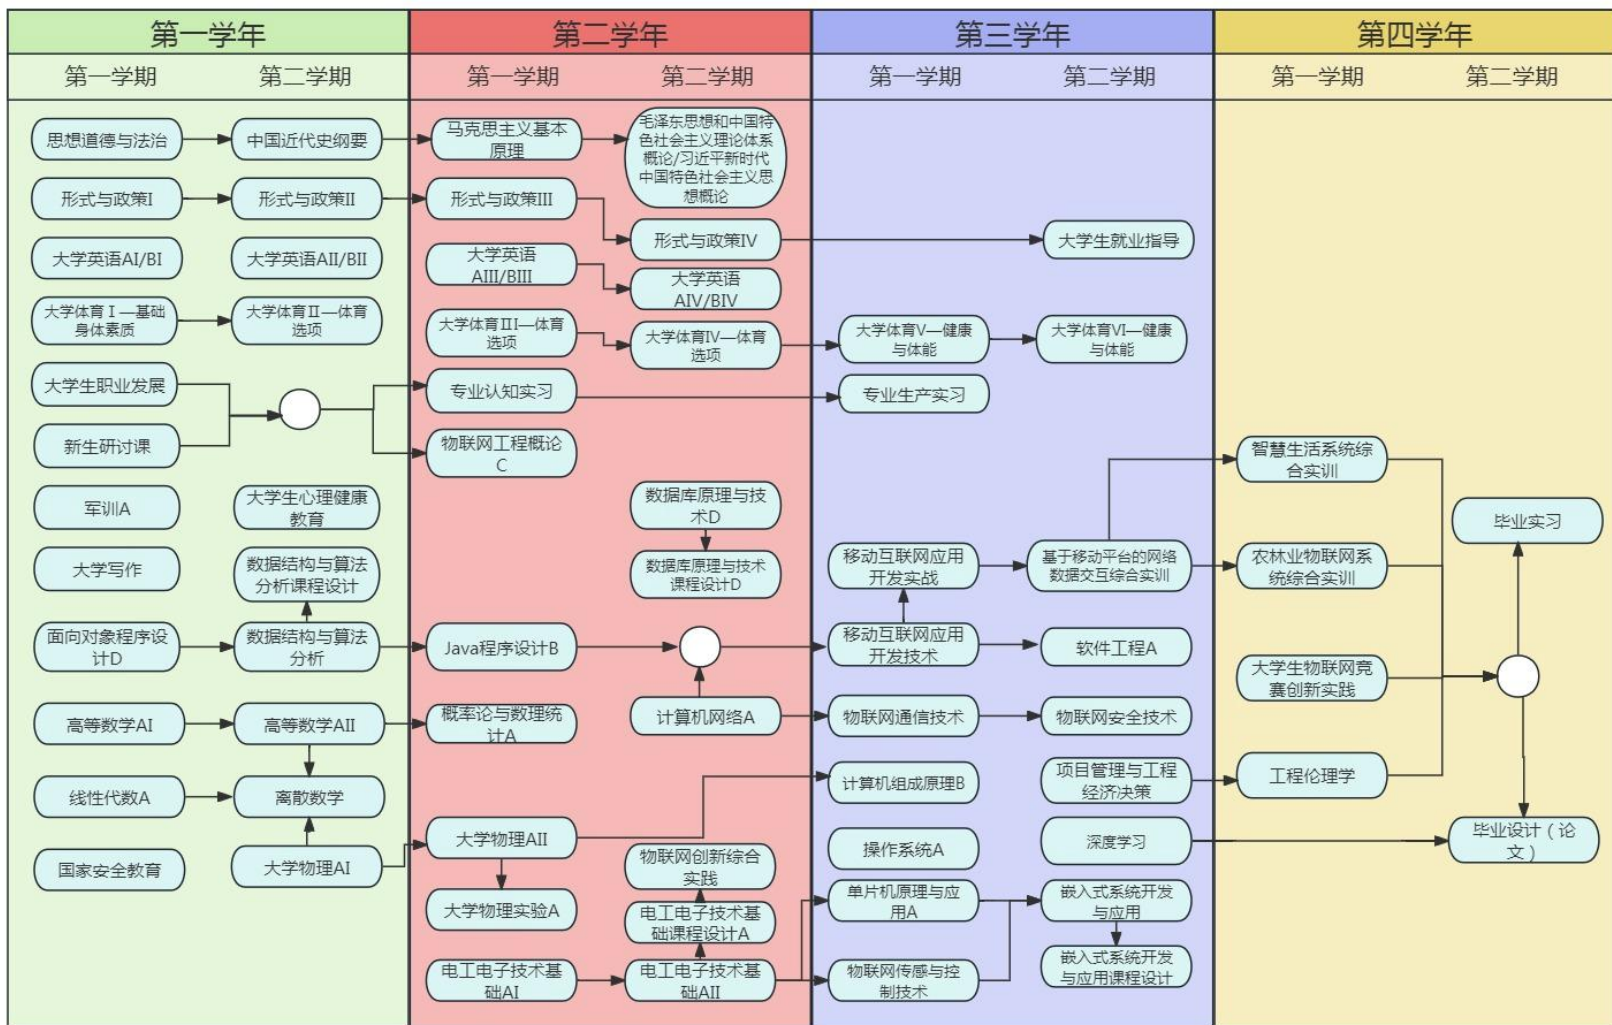 第一学年
第二学年
第三学年
第四学年
第一学期
第二学期
第一学期
第二学期
第一学期
第二学期
第一学期
第二学期
思想道德与法治
形式与政策I
大学英语AI/BI
大学体育Ⅰ—基础
身体素质
大学生职业发展
新生研讨课
军训A
大学写作
面向对象程序设
计D
高等数学AI
线性代数A
国家安全教育
中国近代史纲要
形式与政策II
大学英语AII/BII
大学体育Ⅱ—体育
选项
大学生心理健康
教育
数据结构与算法
分析课程设计
数据结构与算法
分析
高等数学AII
离散数学
大学物理AI
马克思主义基本
原理
形式与政策III
大学英语
AIII/BIII
大学体育III—体育
选项
专业认知实习
物联网工程概论
C
Java程序设计B
概率论与数理统
计A
大学物理AII
大学物理实验A
电工电子技术基
础AI
毛泽东思想和中国特
色社会主义理论体系
概论/习近平新时代
中国特色社会主义思
想概论
形式与政策IV
大学英语
AIV/BIV
大学体育IV—体育
选项
数据库原理与技
术D
数据库原理与技术
课程设计D
计算机网络A
物联网创新综合
实践
电工电子技术基
础课程设计A
电工电子技术基
础AII
大学体育V—健康
与体能
专业生产实习
移动互联网应用
开发实战
移动互联网应用
开发技术
物联网通信技术
计算机组成原理B
操作系统A
单片机原理与应
用A
物联网传感与控
制技术
大学生就业指导
大学体育VI—健康
与体能
基于移动平台的网络
数据交互综合实训
软件工程A
物联网安全技术
项目管理与工程
经济决策
深度学习
嵌入式系统开发
与应用
嵌入式系统开发
与应用课程设计
智慧生活系统综
合实训
农林业物联网系
统综合实训
大学生物联网竞
赛创新实践
工程伦理学
毕业实习
毕业设计（论
文）